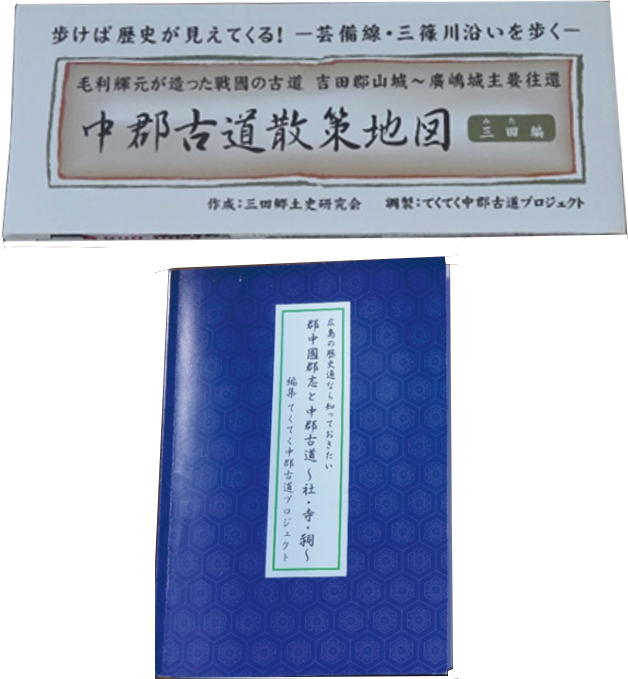 歩けば歴史が見えてくる! ―芸備線・三篠川沿いを歩く―
毛利輝元が造った戦國の古道 吉田郡山城～廣嶋城主要往還
中郡古道散策地図
みた
三田編
作成:三田郷土史研究会 調製:てくてく中郡古道プロジェクト
広島の歴史通なら知っておきたい
郡中國郡志と中郡古道～社・寺・祠～
編集 てくてく中郡古道プロジェクト